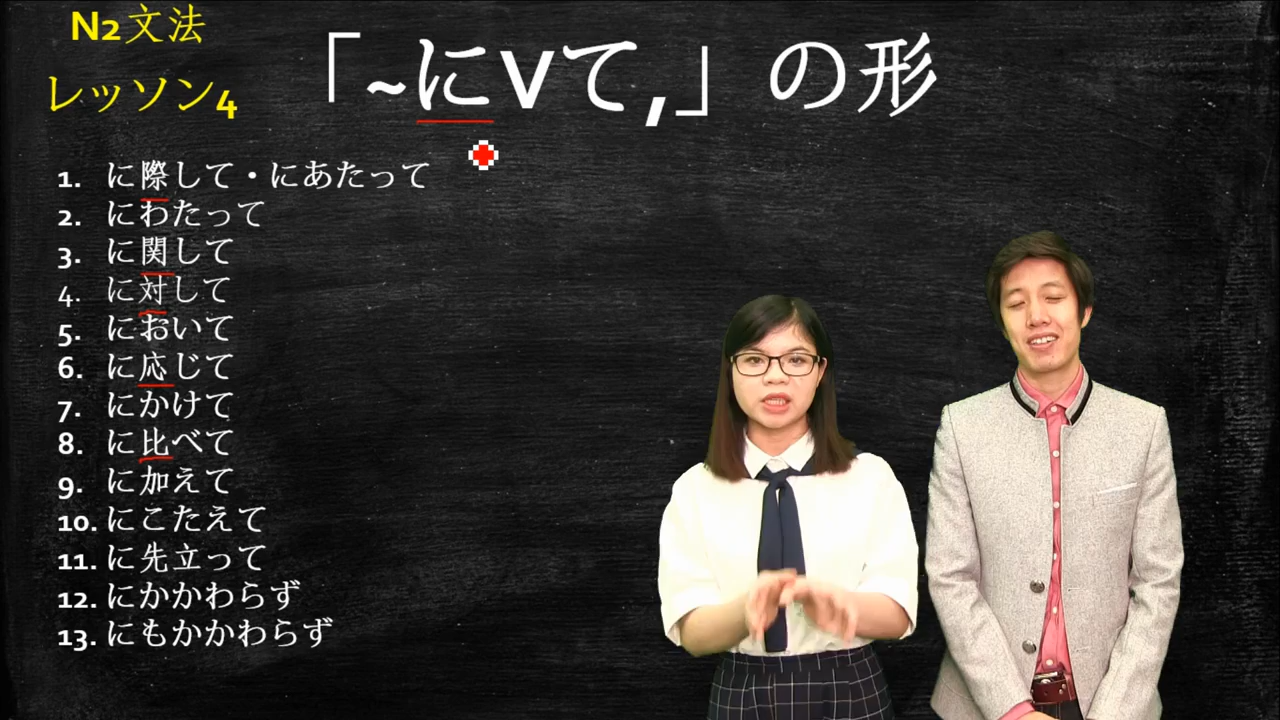 N2文法
レッソン4
「~にVて,」の形
1. に際して・にあたって
2. にわたって
3. に関して
4. に対して
5. において
6. に応じて
7. にかけて
8. に比べて
9. に加えて
10. にこたえて
11. に先立って
12. にかかわらず
13. にもかかわらず